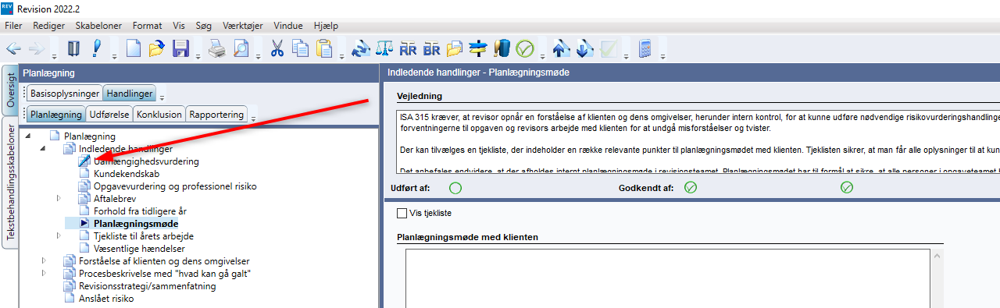 REV
Revision 2022.2
Filer Rediger Skabeloner Format Vis Søg Værktøjer Vindue Hjælp
RR BR
Oversigt
Tekstbehandlingsskabeloner
Planlægning
Basisoplysninger Handlinger
Planlægning Udførelse Konklusion Rapportering
Planlægning
Indledende handlinger
Uafhængighedsvurdering
Kundekendskab
Opgavevurdering og professionel risiko
Aftalebrev
Forhold fra tidligere år
Planlægningsmøde
Tjekliste til årets arbejde
Væsentlige hændelser
Forståelse af klienten og dens omgivelser
Procesbeskrivelse med "hvad kan gå galt"
Revisionsstrategi/sammenfatning
Anslået risiko
Indledende handlinger - Planlægningsmøde
Vejledning
ISA 315 kræver, at revisor opnår en forståelse af klienten og dens omgivelser, herunder intern kontrol, for at kunne udføre nødvendige risikovurderingshandlinge
forventningerne til opgaven og revisors arbejde med klienten for at undgå misforståelser og tvister.
Der kan tilvælges en tjekliste, der indeholder en række relevante punkter til planlægningsmødet med klienten. Tjeklisten sikrer, at man får alle oplysninger til at kun
Det anbefales endvidere, at der afholdes internt planlægningsmøde i revisionsteamet. Planlægningsmødet har til formål at sikre, at alle personer i opgaveteamet
Udført af: Godkendt af:
Vis tjekliste
Planlægningsmøde med klienten